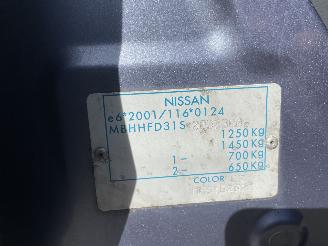 NISSAN
e6*2001/116*0124
MBHHFD31S
1250Kg
1450Kg
1- 700Kg
2- 650Kg
COLOR